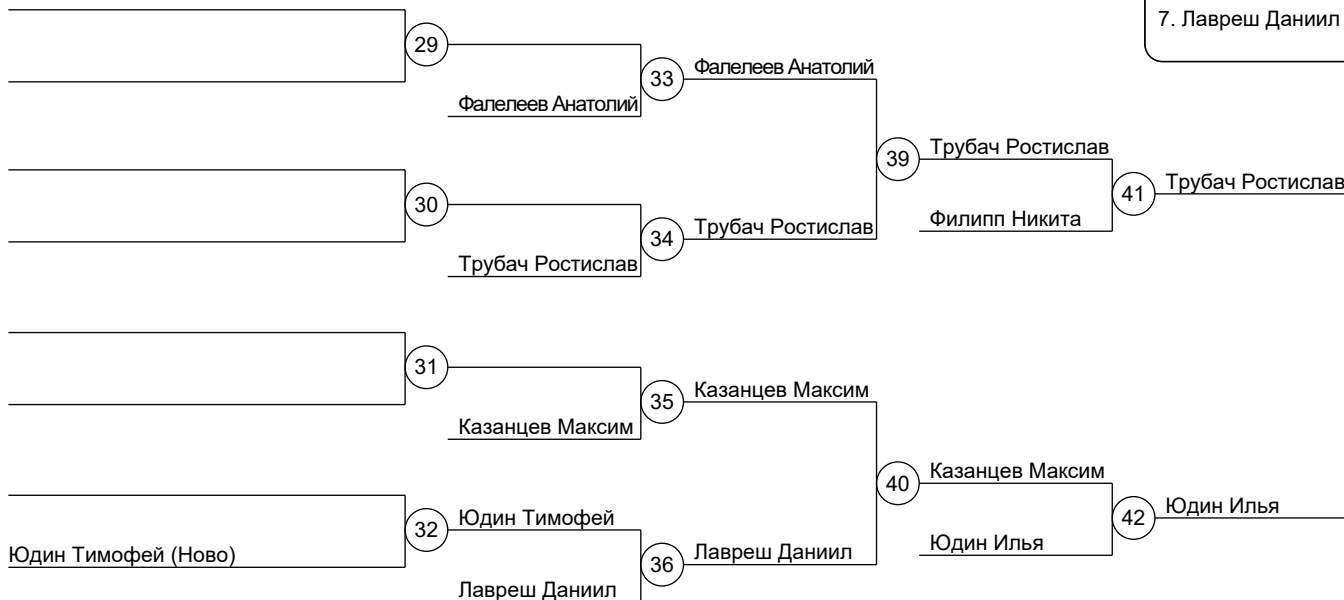 7. Лавреш Даниил
29
33
Фалелеев Анатолий
Фалелеев Анатолий
39
Трубач Ростислав
41
Трубач Ростислав
30
34
Трубач Ростислав
Филипп Никита
Трубач Ростислав
31
35
Казанцев Максим
Казанцев Максим
40
Казанцев Максим
42
Юдин Илья
32
Юдин Тимофей
Юдин Илья
Юдин Тимофей (Ново)
36
Лавреш Даниил
Лавреш Даниил